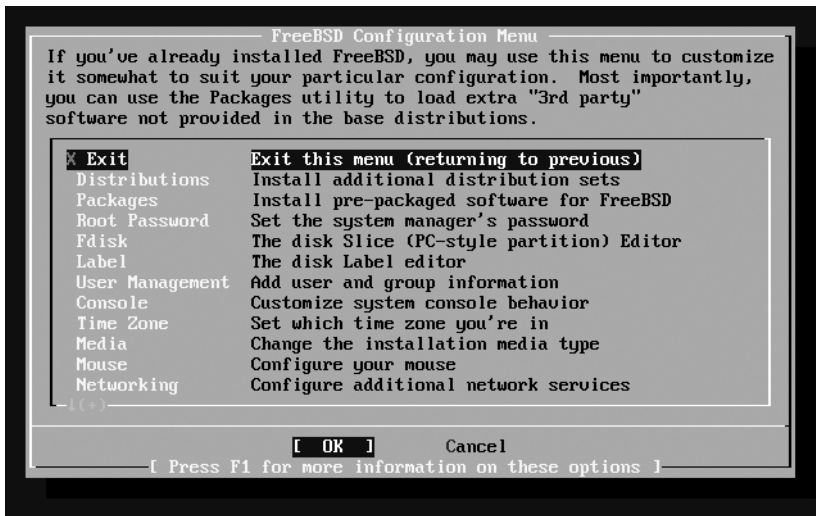 FreeBSD Configuration Menu
If you've already installed FreeBSD, you may use this menu to customize
it somewhat to suit your particular configuration.  Most importantly,
you can use the Packages utility to load extra "3rd party"
software not provided in the base distributions.
X Exit Exit this menu (returning to previous)
Distributions Install additional distribution sets
Packages Install pre-packaged software for FreeBSD
Root Password Set the system manager's password
Fdisk The disk Slice (PC-style partition) Editor
Label The disk Label editor
User Management Add user and group information
Console Customize system console behavior
Time Zone Set which time zone you're in
Media Change the installation media type
Mouse Configure your mouse
Networking Configure additional network services
↓(+)
[ OK ] Cancel
[ Press F1 for more information on these options ]